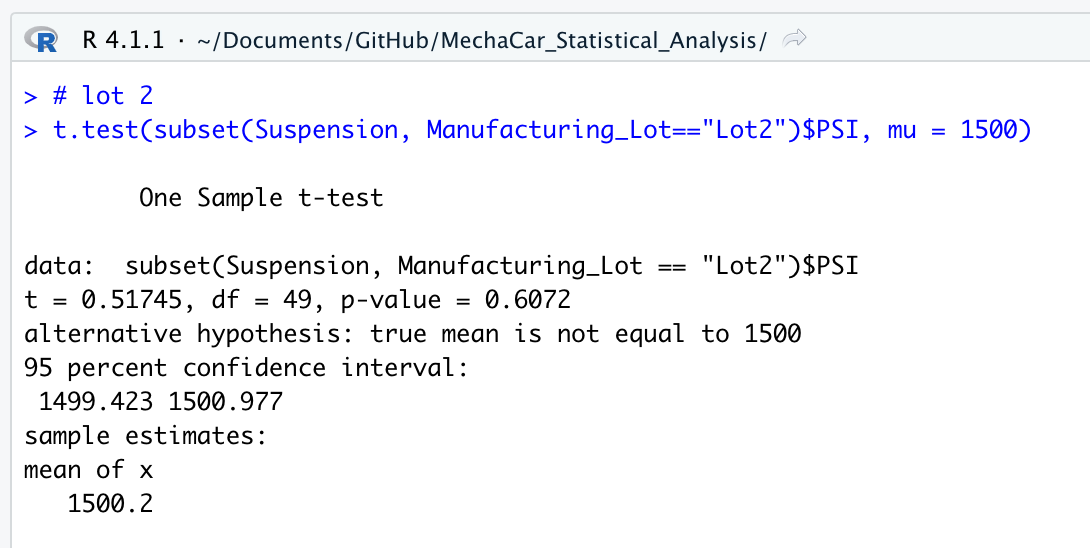 R R 4.1.1 · ~/Documents/GitHub/MechaCar_Statistical_Analysis/
> # lot 2
> t.test(subset(Suspension, Manufacturing_Lot=="Lot2")$PSI, mu = 1500)
One Sample t-test
data:  subset(Suspension, Manufacturing_Lot == "Lot2")$PSI
t = 0.51745, df = 49, p-value = 0.6072
alternative hypothesis: true mean is not equal to 1500
95 percent confidence interval:
1499.423 1500.977
sample estimates:
mean of x
1500.2